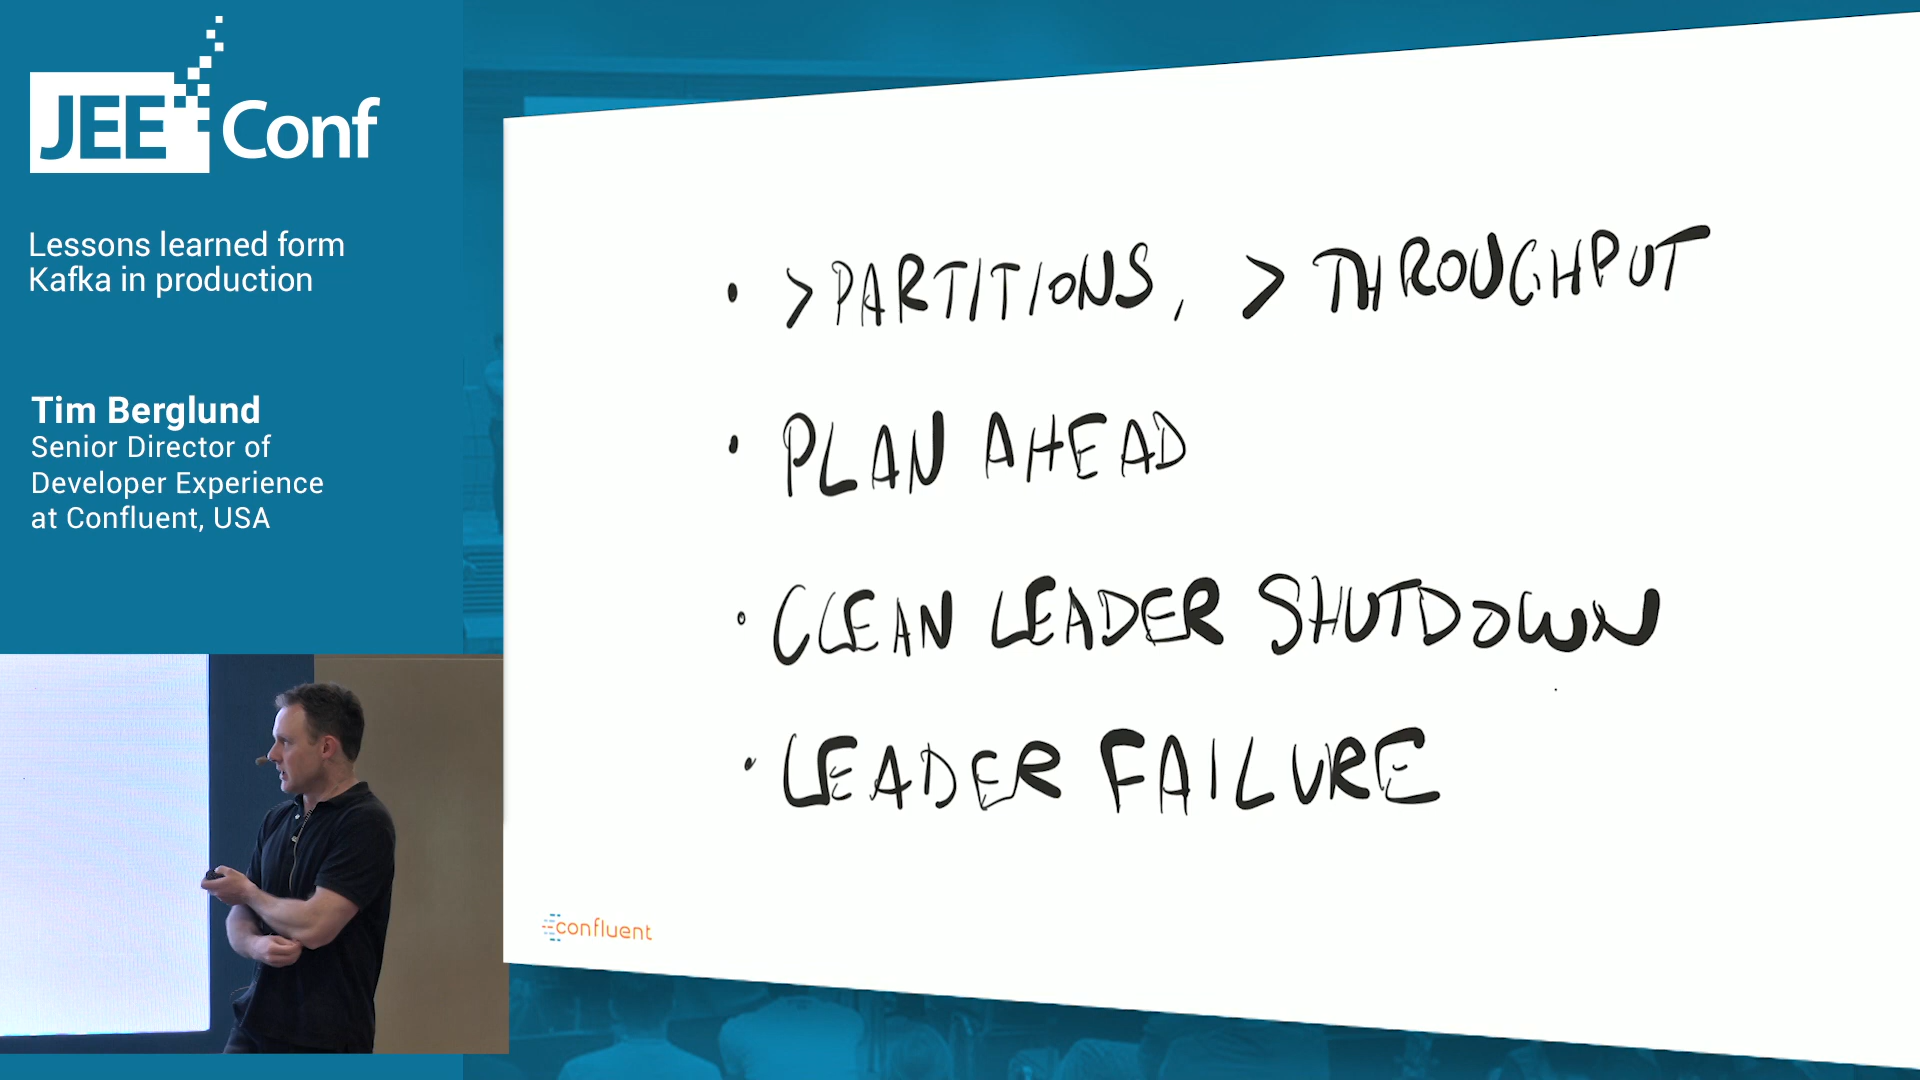 JEE Conf
Lessons learned form
Kafka in production
Tim Berglund
Senior Director of
Developer Experience
at Confluent, USA
• >PARTITIONS, > THROUGHPUT
• PLAN AHEAD
• CLEAN LEADER SHUTDOWN
• LEADER FAILURE
confluent